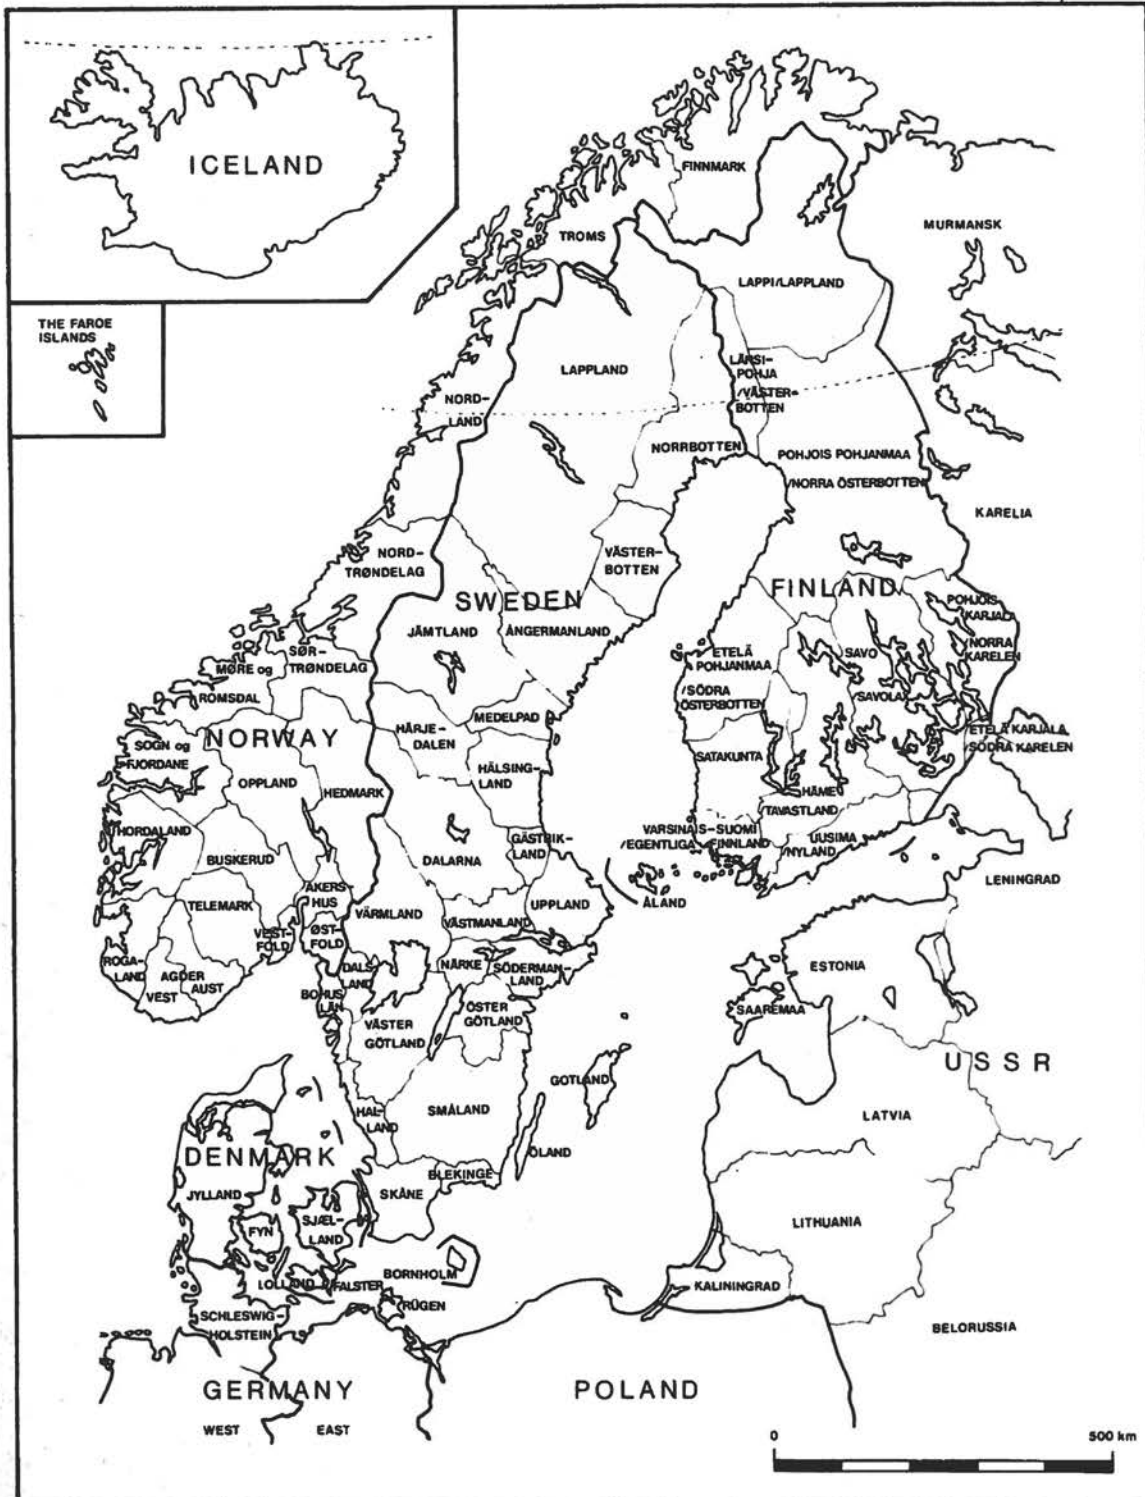 ICELAND
THE FAROE
ISLANDS
FINNMARK
MURMANSK
TROMS
LAPPI/LAPPLAND
LAPPLAND
LÄRSI-
POHJA
/VÄSTER-
BOTTEN
NORD-
LAND
NORRBOTTEN
POHJOIS POHJANMAA
/NORRA ÖSTERBOTTEN
KARELIA
NORD-
TRØNDELAG
VÄSTER-
BOTTEN
SWEDEN
FINLAND
POHJOIS
KARJALA
JÄMTLAND
ÅNGERMANLAND
NORRA
KARELEN
SØR-
TRØNDELAG
ETELÄ
POHJANMAA
SAVO
MØRE og
ROMSDAL
/SÖDRA
ÖSTERBOTTEN
SAVOLAX
MEDELPAD
HÄRJE-
DALEN
NORWAY
SOGN og
FJORDANE
ETELÄ KARJALA
/SÖDRA KARELEN
SATAKUNTA
HÄLSING-
LAND
OPPLAND
HEDMARK
HÄME
/TAVASTLAND
HORDALAND
GÄSTRIK-
LAND
VARSINAIS-SUOMI
/EGENTLIGA FINNLAND
UUSIMA
/NYLAND
BUSKERUD
DALARNA
LENINGRAD
AKERS-
HUS
ÅLAND
TELEMARK
VÄRMLAND
VÄSTMANLAND
UPPLAND
VEST-
FOLD
ØST-
FOLD
ROGA-
LAND
AGDER
VEST
AUST
DALS-
LAND
NÄRKE
SÖDERMAN-
LAND
ESTONIA
BOHUS
LÄN
SAAREMAA
ÖSTER
GÖTLAND
VÄSTER
GÖTLAND
USSR
GOTLAND
HAL-
LAND
SMÅLAND
LATVIA
ÖLAND
DENMARK
BLEKINGE
JYLLAND
SKÅNE
FYN
SJÆL-
LAND
LITHUANIA
BORNHOLM
LOLLAND
FALSTER
KALININGRAD
RÜGEN
SCHLESWIG-
HOLSTEIN
BELORUSSIA
GERMANY
POLAND
WEST
EAST
0
500 km